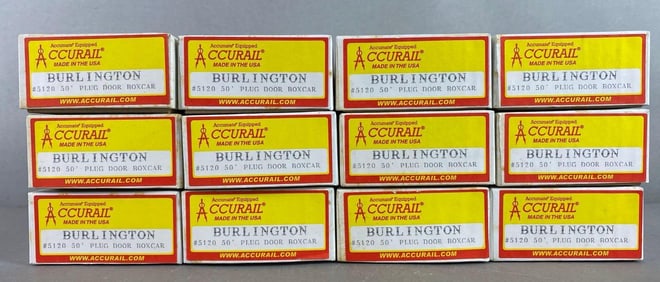 Accumate® Equipped
ACCURAIL®
MADE IN THE USA
BURLINGTON
#5120 50' PLUG DOOR BOXCAR
WWW.ACCURAIL.COM
Accumate® Equipped
ACCURAIL®
MADE IN THE USA
BURLINGTON
#5120 50' PLUG DOOR BOXCAR
WWW.ACCURAIL.COM
Accumate® Equipped
ACCURAIL®
MADE IN THE USA
BURLINGTON
#5120 50' PLUG DOOR BOXCAR
WWW.ACCURAIL.COM
Accumate® Equipped
ACCURAIL®
MADE IN THE USA
BURLINGTON
#5120 50' PLUG DOOR BOXCAR
WWW.ACCURAIL.COM
Accumate® Equipped
ACCURAIL®
MADE IN THE USA
BURLINGTON
#5120 50' PLUG DOOR BOXCAR
WWW.ACCURAIL.COM
Accumate® Equipped
ACCURAIL®
MADE IN THE USA
BURLINGTON
#5120 50' PLUG DOOR BOXCAR
WWW.ACCURAIL.COM
Accumate® Equipped
ACCURAIL®
MADE IN THE USA
BURLINGTON
#5120 50' PLUG DOOR BOXCAR
WWW.ACCURAIL.COM
Accumate® Equipped
ACCURAIL®
MADE IN THE USA
BURLINGTON
#5120 50' PLUG DOOR BOXCAR
WWW.ACCURAIL.COM
Accumate® Equipped
ACCURAIL®
MADE IN THE USA
BURLINGTON
#5120 50' PLUG DOOR BOXCAR
WWW.ACCURAIL.COM
Accumate® Equipped
ACCURAIL®
MADE IN THE USA
BURLINGTON
#5120 50' PLUG DOOR BOXCAR
WWW.ACCURAIL.COM
Accumate® Equipped
ACCURAIL®
MADE IN THE USA
BURLINGTON
#5120 50' PLUG DOOR BOXCAR
WWW.ACCURAIL.COM
Accumate® Equipped
ACCURAIL®
MADE IN THE USA
BURLINGTON
#5120 50' PLUG DOOR BOXCAR
WWW.ACCURAIL.COM